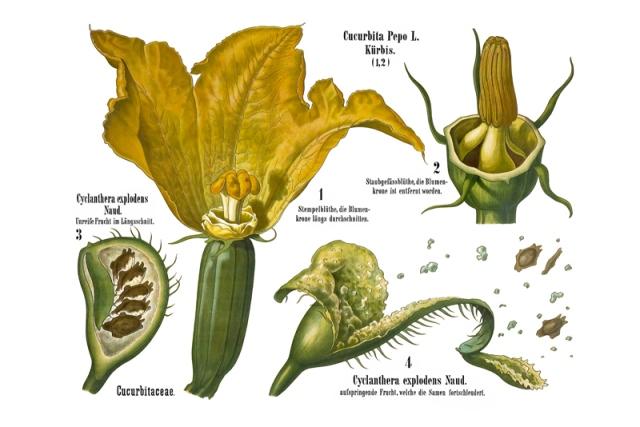 Cucurbita Pepo L.
Kürbis.
(1,2)
1
Stempelblüthe, die Blumen-
krone längs durchschnitten.
2
Staubgefässblüthe, die Blumen-
krone ist entfernt worden.
Cyclanthera explodens
Naud.
Unreife Frucht im Längsschnitt.
3
4
Cyclanthera explodens Naud.
aufspringende Frucht, welche die Samen fortschleudert.
Cucurbitaceae.